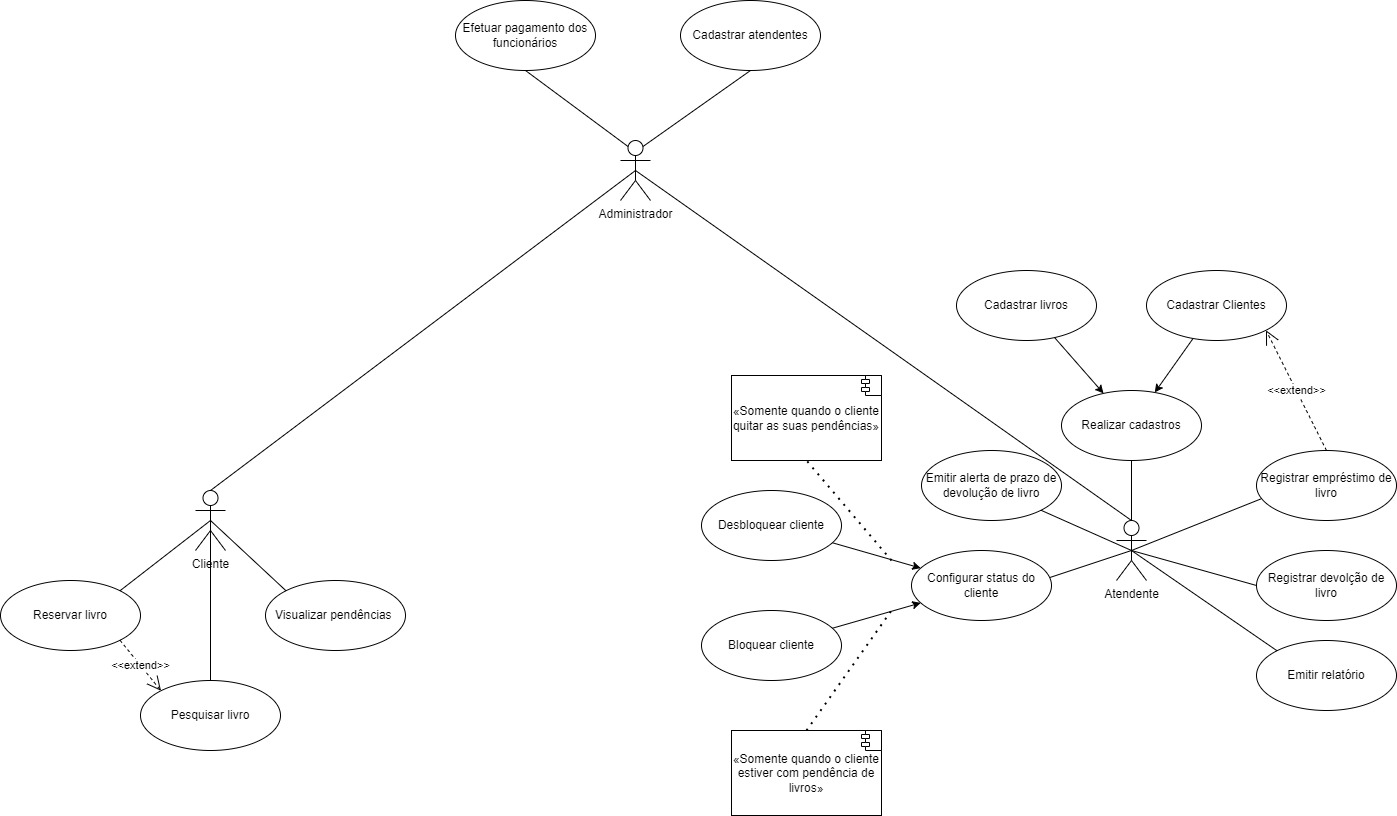 Efetuar pagamento dos
funcionários
Cadastrar atendentes
Administrador
Cadastrar livros
Cadastrar Clientes
<<extend>>
«Somente quando o cliente
quitar as suas pendências»
Realizar cadastros
Emitir alerta de prazo de
devolução de livro
Registrar empréstimo de
livro
Desbloquear cliente
Cliente
Configurar status do
cliente
Atendente
Registrar devolção de
livro
Reservar livro
Visualizar pendências
Bloquear cliente
<<extend>>
Emitir relatório
Pesquisar livro
«Somente quando o cliente
estiver com pendência de
livros»